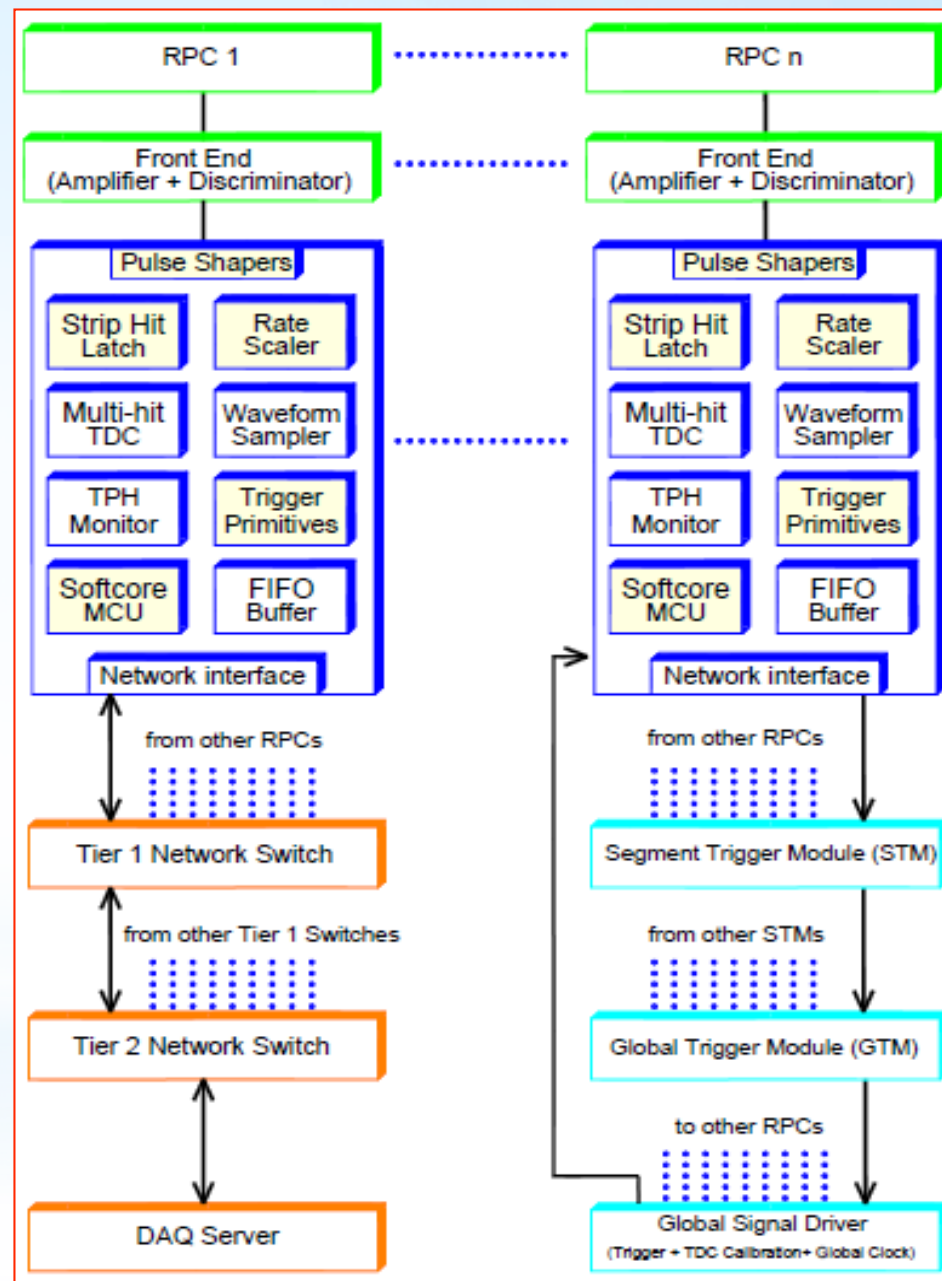 RPC 1
RPC n
Front End
(Amplifier + Discriminator)
Front End
(Amplifier + Discriminator)
Pulse Shapers
Strip Hit
Latch
Rate
Scaler
Multi-hit
TDC
Waveform
Sampler
TPH
Monitor
Trigger
Primitives
Softcore
MCU
FIFO
Buffer
Network interface
Pulse Shapers
Strip Hit
Latch
Rate
Scaler
Multi-hit
TDC
Waveform
Sampler
TPH
Monitor
Trigger
Primitives
Softcore
MCU
FIFO
Buffer
Network interface
from other RPCs
Tier 1 Network Switch
from other Tier 1 Switches
Tier 2 Network Switch
DAQ Server
from other RPCs
Segment Trigger Module (STM)
from other STMs
Global Trigger Module (GTM)
to other RPCs
Global Signal Driver
(Trigger + TDC Calibration+ Global Clock)